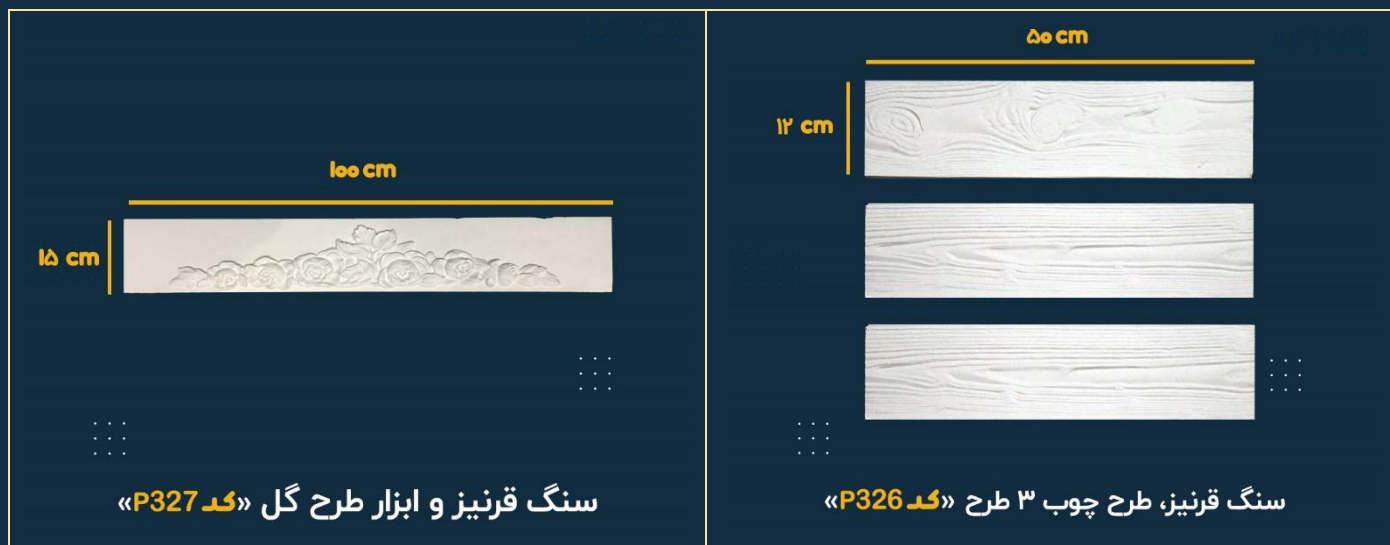 ۵۰ cm
۱۲ cm
سنگ قرنیز، طرح چوب ۳ طرح «کد P326»
۱۰۰ cm
۱۵ cm
سنگ قرنیز و ابزار طرح گل «کد P327»